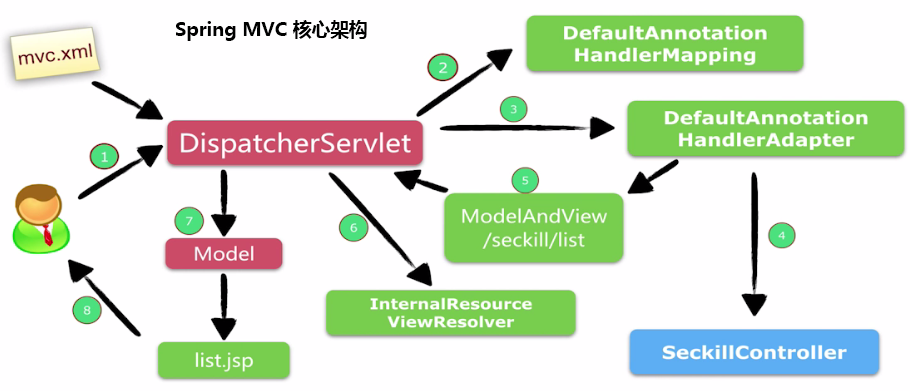 Spring MVC 核心架构
mvc.xml
DefaultAnnotation
HandlerMapping
2
3
DefaultAnnotation
HandlerAdapter
DispatcherServlet
1
5
ModelAndView
/seckill/list
7
6
4
Model
InternalResource
ViewResolver
8
list.jsp
SeckillController